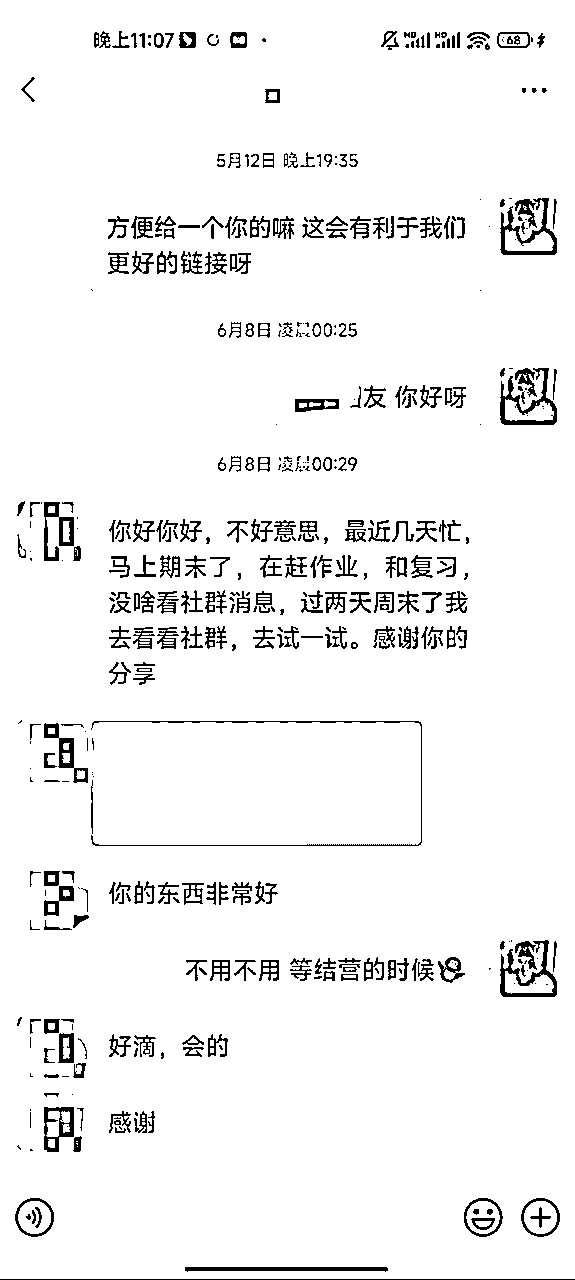 晚上11:07
68
5月12日 晚上19:35
方便给一个你的嘛 这会有利于我们
更好的链接呀
6月8日 凌晨00:25
友 你好呀
6月8日 凌晨00:29
你好你好，不好意思，最近几天忙，
马上期末了，在赶作业，和复习，
没啥看社群消息，过两天周末了我
去看看社群，去试一试。感谢你的
分享
你的东西非常好
不用不用 等结营的时候
好滴，会的
感谢